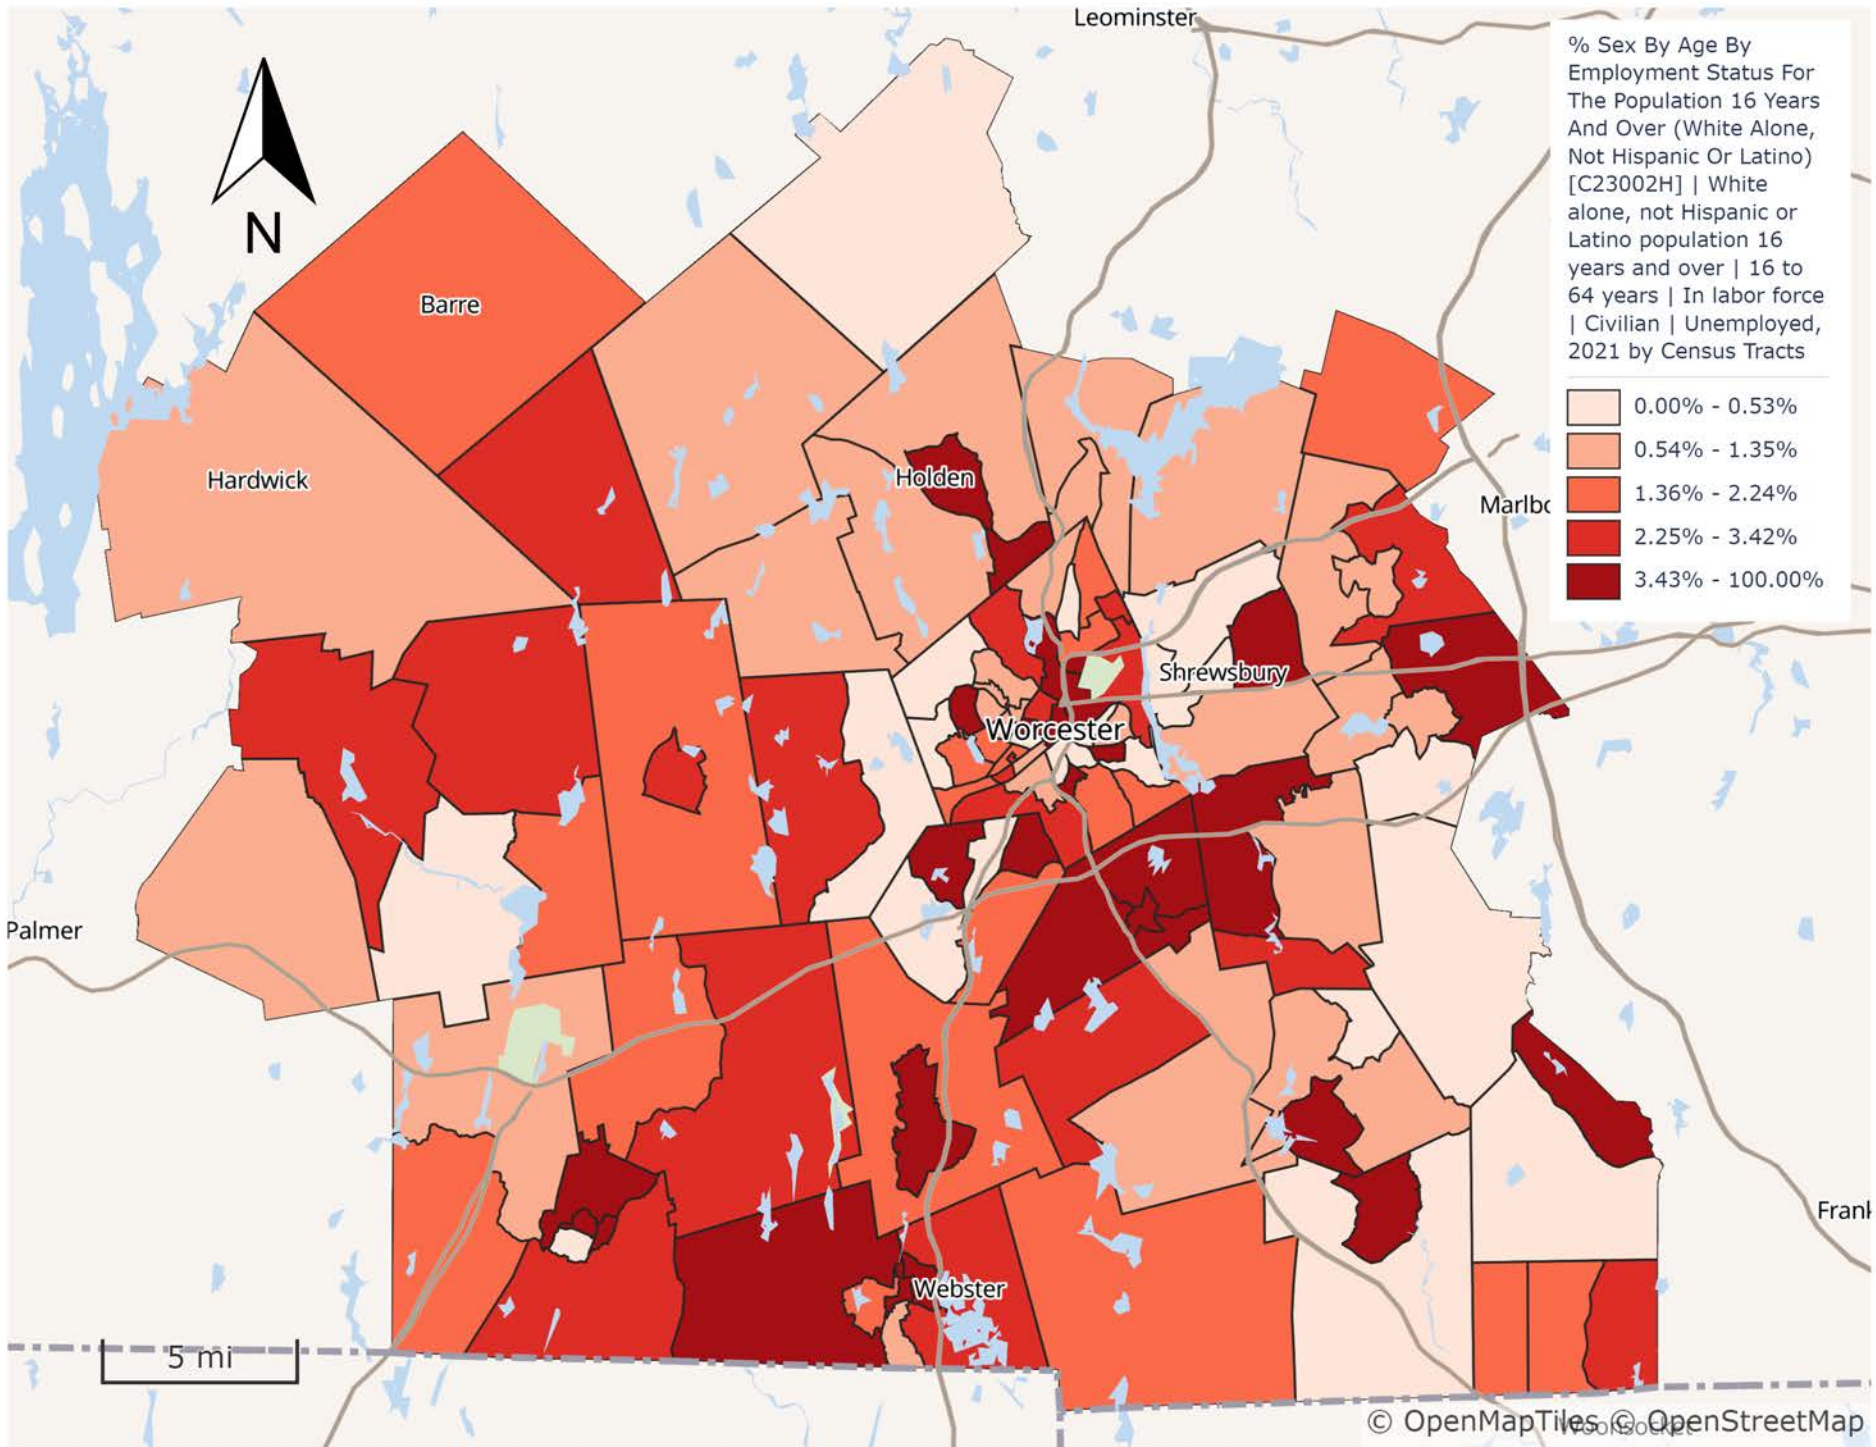 Leominster
% Sex By Age By
Employment Status For
The Population 16 Years
And Over (White Alone,
Not Hispanic Or Latino)
[C23002H] | White
alone, not Hispanic or
Latino population 16
years and over | 16 to
64 years | In labor force
| Civilian | Unemployed,
2021 by Census Tracts
0.00% - 0.53%
0.54% - 1.35%
1.36% - 2.24%
2.25% - 3.42%
3.43% - 100.00%
N
Barre
Hardwick
Holden
Marlbo
Shrewsbury
Worcester
Palmer
Frank
Webster
5 mi
© OpenMapTiles © OpenStreetMap
Woonsocket